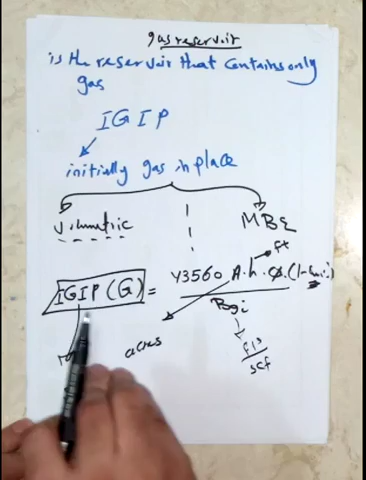 gas reservoir
is the reservoir that contains only
gas
IGIP
initially gas in place
volumetric
MBE
IGIP (G) = 43560 A.h.φ.(1-Swi)
ft
Bgi
acres
ft³
scf